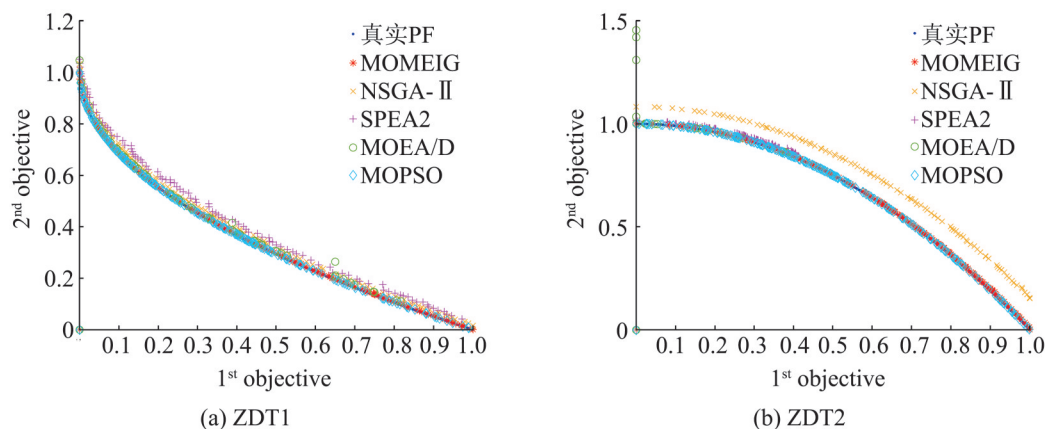 1.2
1.0
0.8
0.6
0.4
0.2
0
2nd objective
真实PF
MOMEIG
NSGA-Ⅱ
SPEA2
MOEA/D
MOPSO
0.1 0.2 0.3 0.4 0.5 0.6 0.7 0.8 0.9 1.0
1st objective
(a) ZDT1
1.5
1.0
0.5
0
2nd objective
真实PF
MOMEIG
NSGA-Ⅱ
SPEA2
MOEA/D
MOPSO
0.1 0.2 0.3 0.4 0.5 0.6 0.7 0.8 0.9 1.0
1st objective
(b) ZDT2